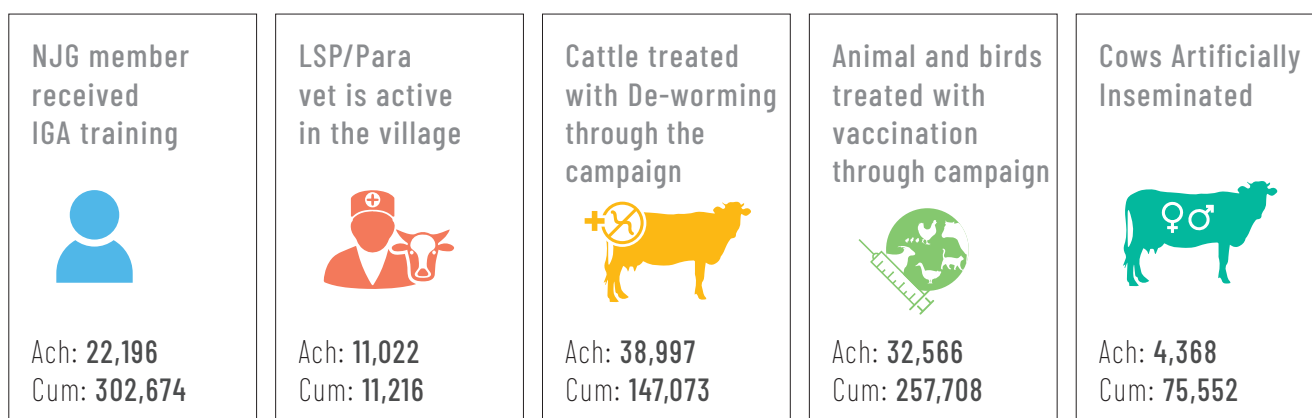 NJG member
received
IGA training
Ach: 22,196
Cum: 302,674
LSP/Para
vet is active
in the village
Ach: 11,022
Cum: 11,216
Cattle treated
with De-worming
through the
campaign
Ach: 38,997
Cum: 147,073
Animal and birds
treated with
vaccination
through campaign
Ach: 32,566
Cum: 257,708
Cows Artificially
Inseminated
Ach: 4,368
Cum: 75,552